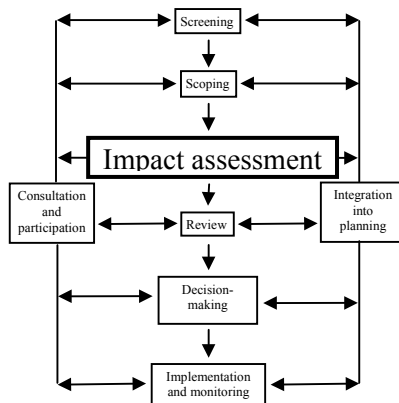 Screening
Scoping
Impact assessment
Consultation
and
participation
Review
Integration
into
planning
Decision-
making
Implementation
and monitoring